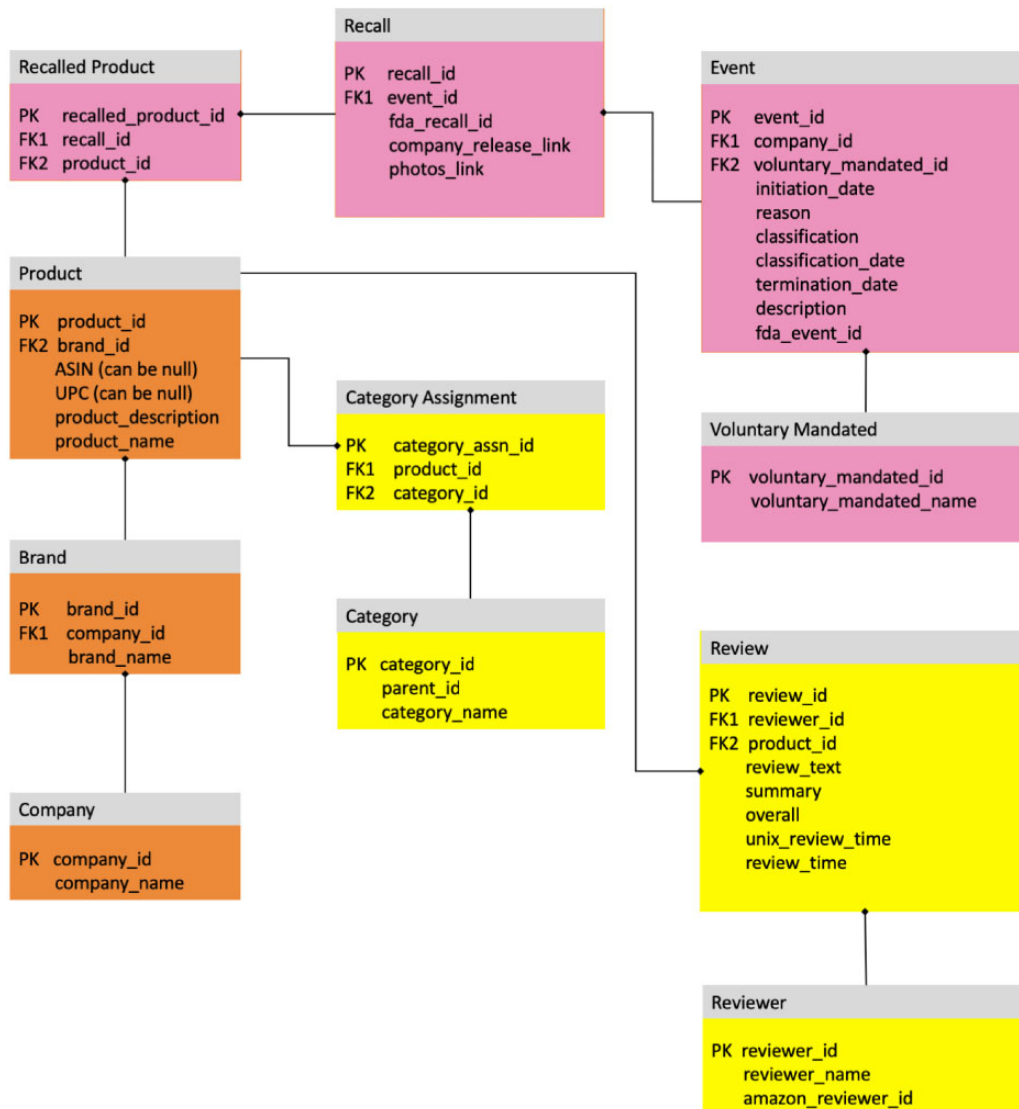 Recall
PK recall_id
FK1 event_id
fda_recall_id
company_release_link
photos_link
Recalled Product
PK recalled_product_id
FK1 recall_id
FK2 product_id
Event
PK event_id
FK1 company_id
FK2 voluntary_mandated_id
initiation_date
reason
classification
classification_date
termination_date
description
fda_event_id
Product
PK product_id
FK2 brand_id
ASIN (can be null)
UPC (can be null)
product_description
product_name
Category Assignment
PK category_assn_id
FK1 product_id
FK2 category_id
Voluntary Mandated
PK voluntary_mandated_id
voluntary_mandated_name
Brand
PK brand_id
FK1 company_id
brand_name
Category
PK category_id
parent_id
category_name
Review
PK review_id
FK1 reviewer_id
FK2 product_id
review_text
summary
overall
unix_review_time
review_time
Company
PK company_id
company_name
Reviewer
PK reviewer_id
reviewer_name
amazon_reviewer_id